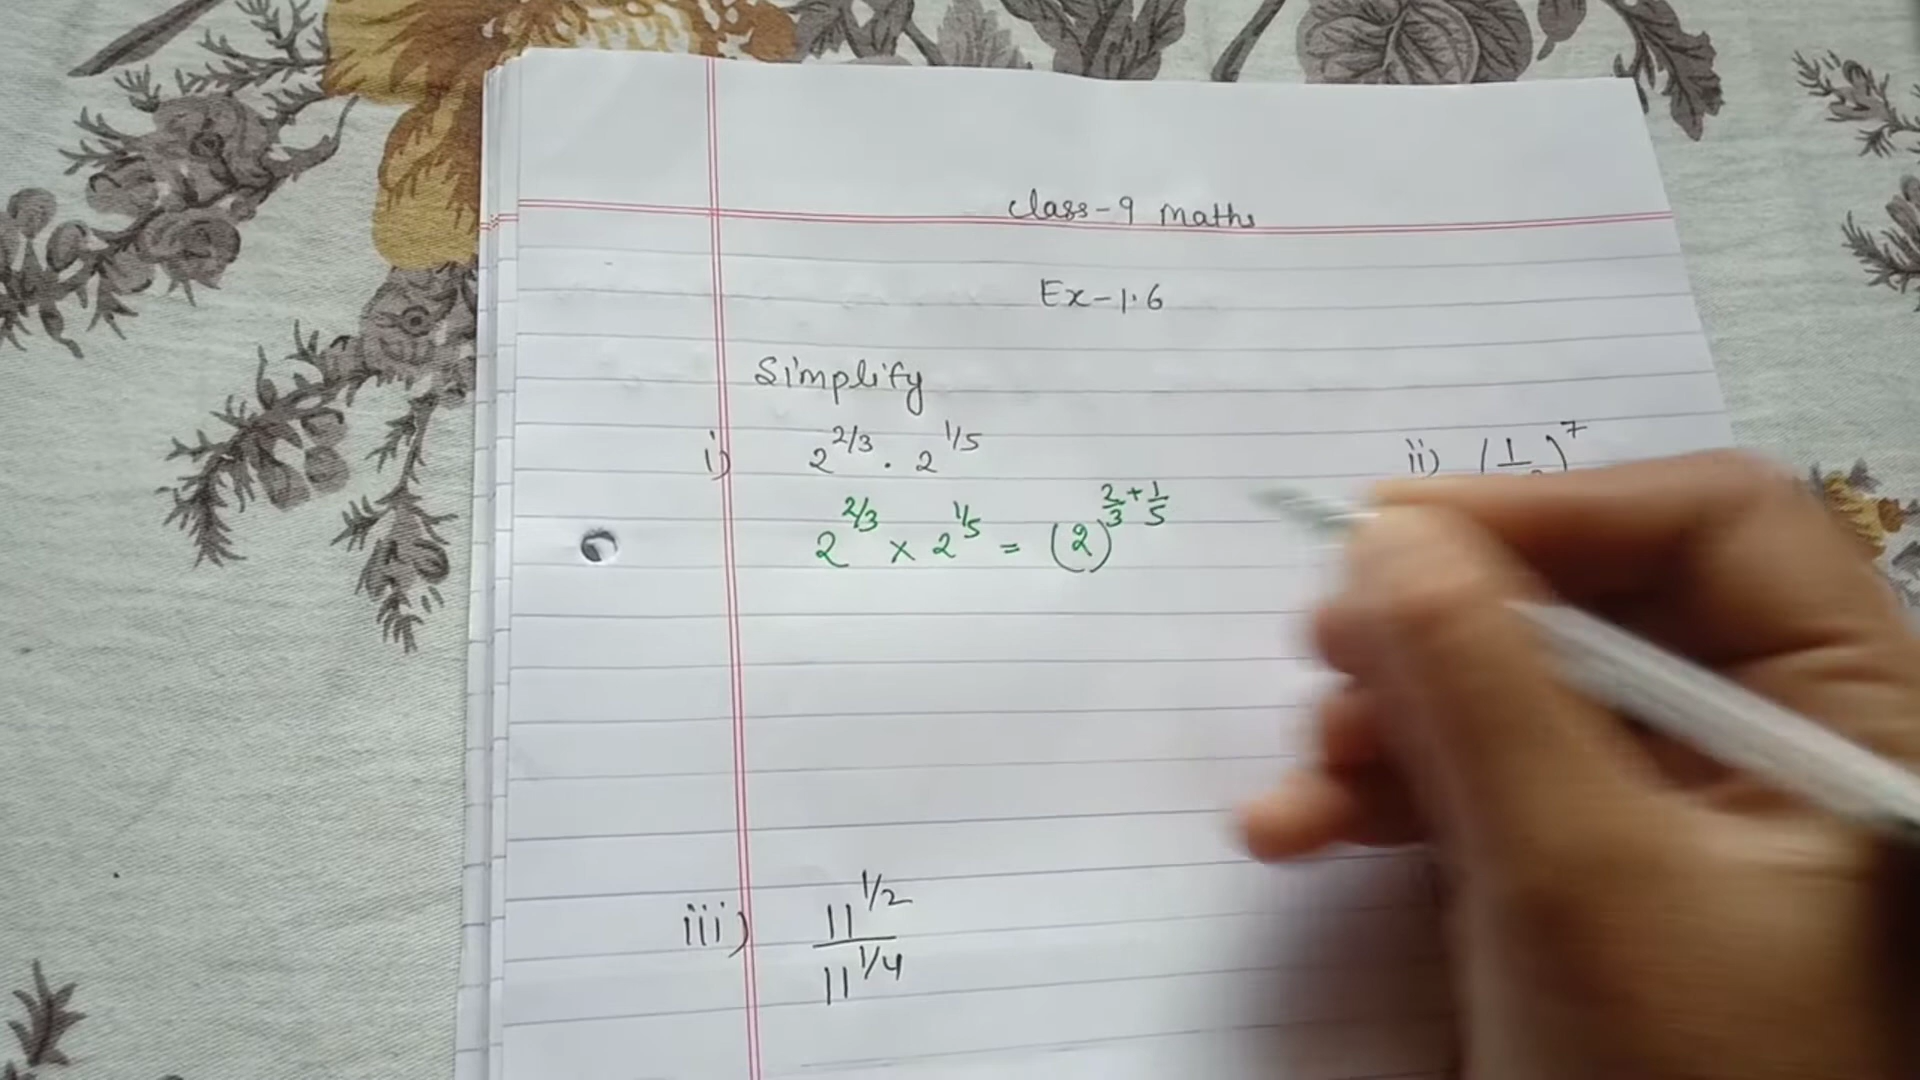 Class-9 Maths
Ex-1.6
Simplify
i) 2^{2/3} . 2^{1/5}
ii) (1/)^7
2^{2/3} × 2^{1/5} = (2)^{2/3 + 1/5}
iii) 11^{1/2} / 11^{1/4}